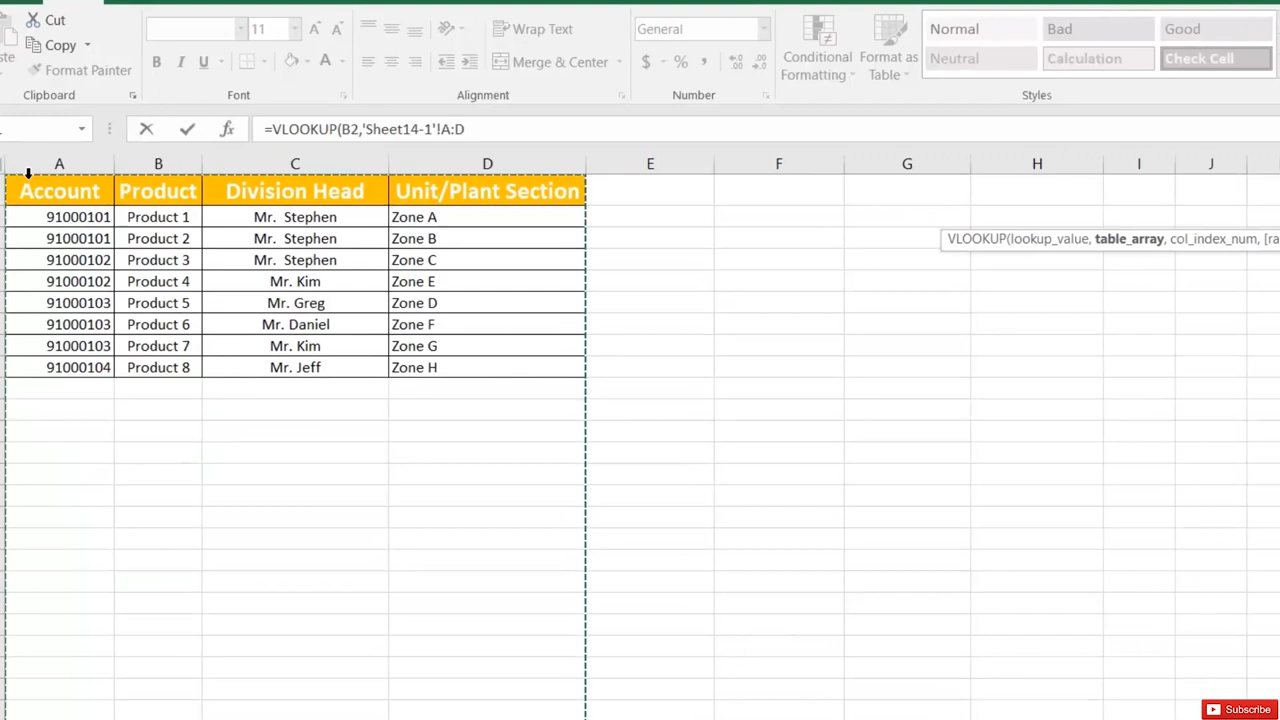 Cut
Copy
Format Painter
Clipboard
11
B I U A
Font
Wrap Text
Merge & Center
Alignment
General
$ % ,
Number
Conditional Formatting
Format as Table
Normal Bad Good
Neutral Calculation Check Cell
Styles
fx =VLOOKUP(B2,'Sheet14-1'!A:D
A B C D E F G H I J
Account Product Division Head Unit/Plant Section
91000101 Product 1 Mr. Stephen Zone A
91000101 Product 2 Mr. Stephen Zone B
VLOOKUP(lookup_value, table_array, col_index_num, [ra
91000102 Product 3 Mr. Stephen Zone C
91000102 Product 4 Mr. Kim Zone E
91000103 Product 5 Mr. Greg Zone D
91000103 Product 6 Mr. Daniel Zone F
91000103 Product 7 Mr. Kim Zone G
91000104 Product 8 Mr. Jeff Zone H
Subscribe